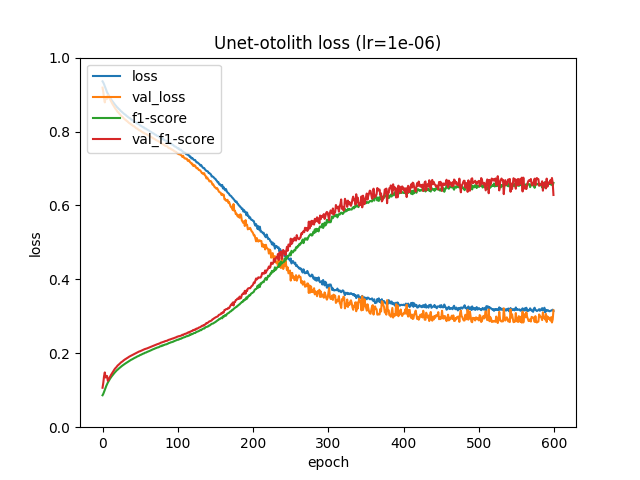 Unet-otolith loss (lr=1e-06)
1.0
0.8
0.6
0.4
0.2
0.0
loss
loss
val_loss
f1-score
val_f1-score
0 100 200 300 400 500 600
epoch